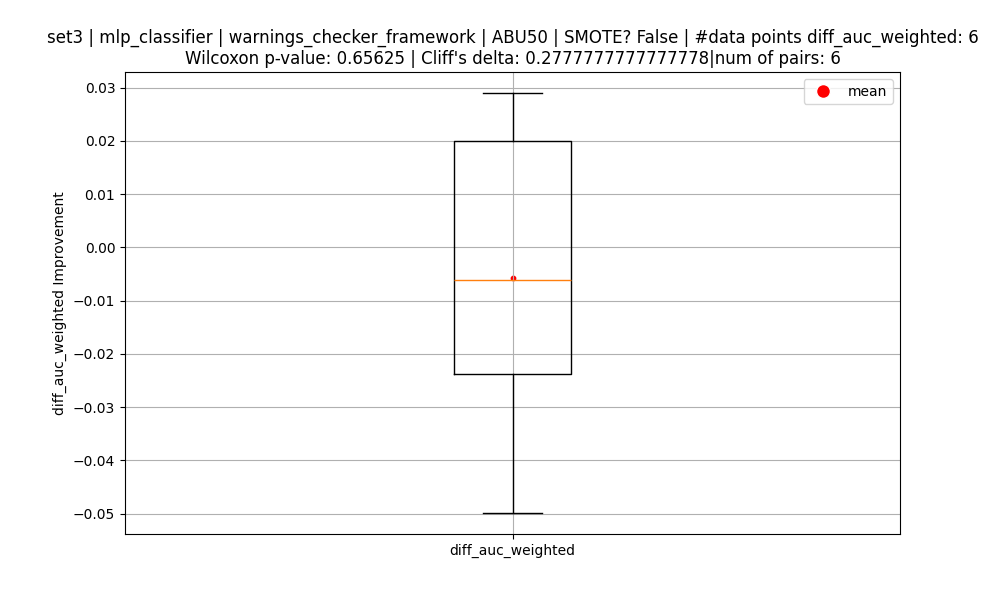 set3 | mlp_classifier | warnings_checker_framework | ABU50 | SMOTE? False | #data points diff_auc_weighted: 6
Wilcoxon p-value: 0.65625 | Cliff's delta: 0.2777777777777778|num of pairs: 6
mean
0.03
0.02
0.01
0.00
−0.01
−0.02
−0.03
−0.04
−0.05
diff_auc_weighted Improvement
diff_auc_weighted